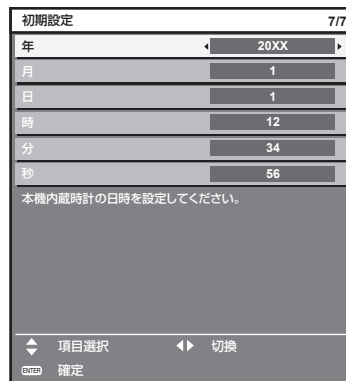 初期設定 7/7
年 20XX
月 1
日 1
時 12
分 34
秒 56
本機内蔵時計の日時を設定してください。
項目選択 切換
ENTER 確定